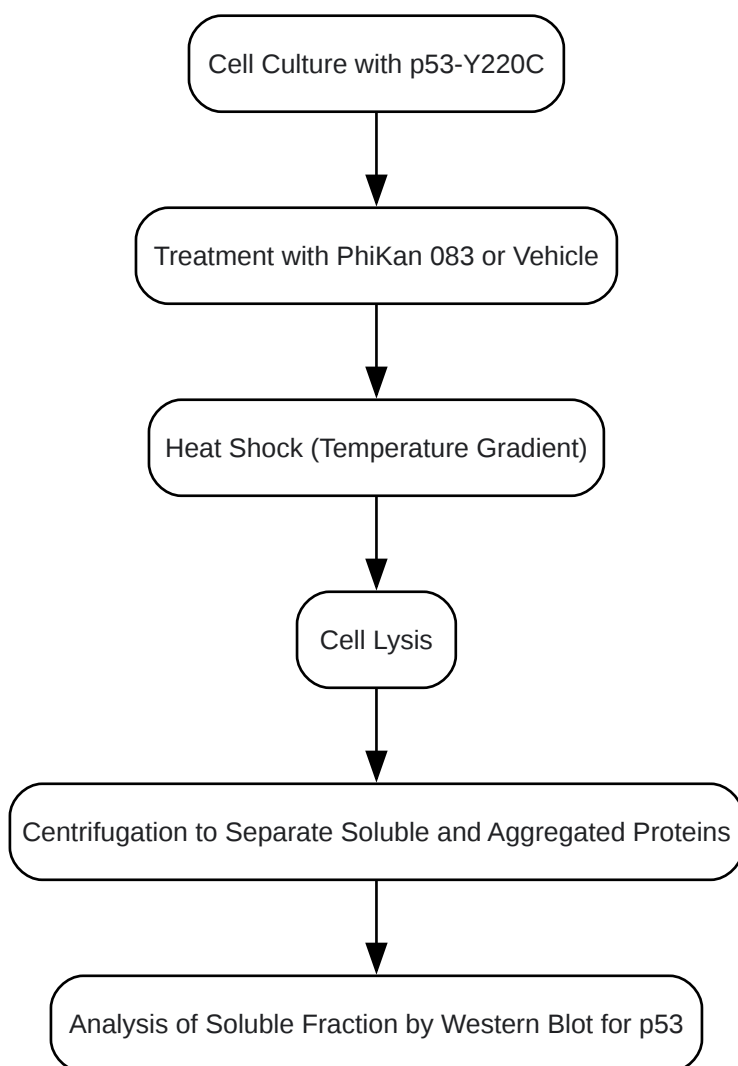 Cell Culture with p53-Y220C
Treatment with PhiKan 083 or Vehicle
Heat Shock (Temperature Gradient)
Cell Lysis
Centrifugation to Separate Soluble and Aggregated Proteins
Analysis of Soluble Fraction by Western Blot for p53